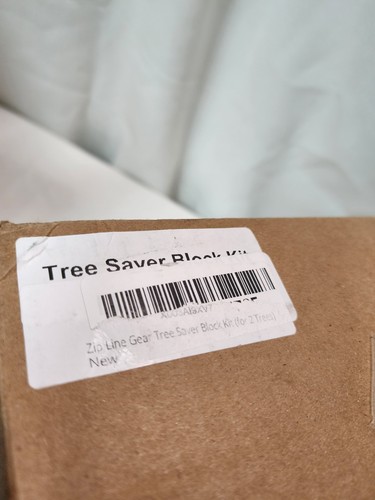 Tree Saver Block Kit
Zip Line Gear Tree Saver Block Kit (for 2 Trees)
New